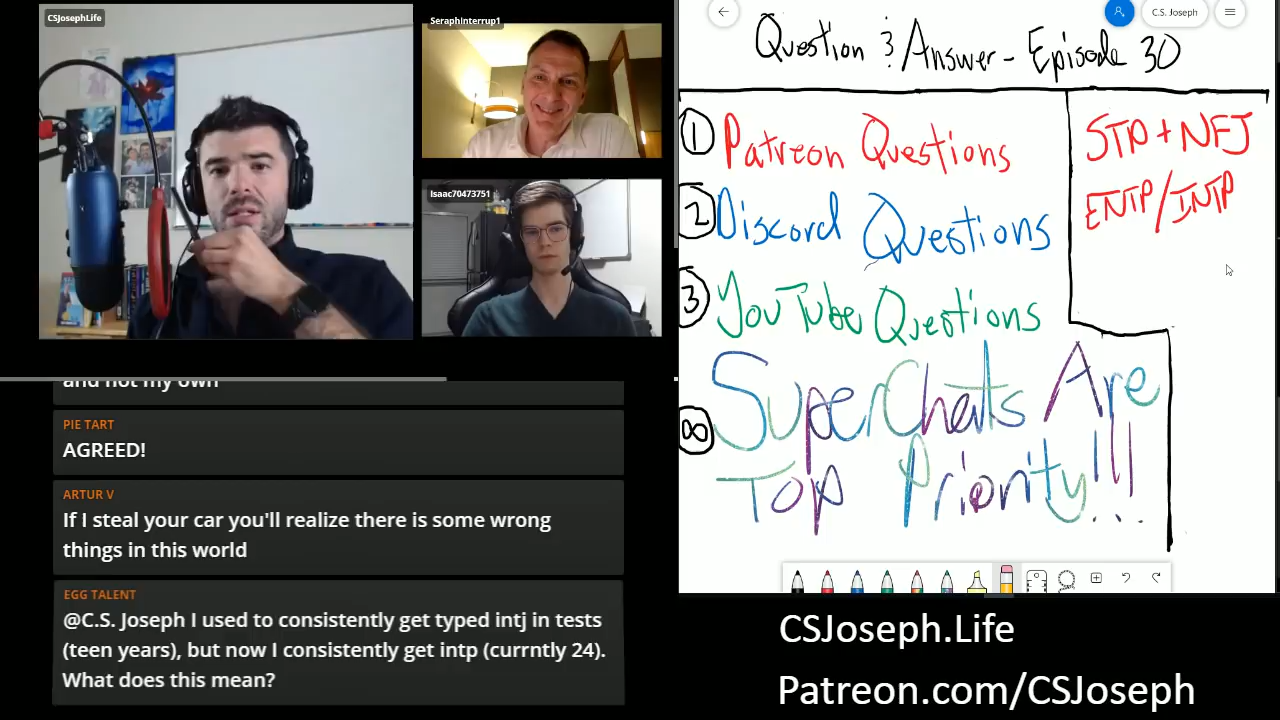 CSJosephLife
SeraphInterrup1
Isaac70473751
C.S. Joseph
Question & Answer - Episode 30
1 Patreon Questions
2 Discord Questions
3 YouTube Questions
∞ SuperChats Are
Top Priority!!!
STP + NFJ
ENTP/INTP
and not my own
PIE TART
AGREED!
ARTUR V
If I steal your car you'll realize there is some wrong
things in this world
EGG TALENT
@C.S. Joseph I used to consistently get typed intj in tests
(teen years), but now I consistently get intp (currntly 24).
What does this mean?
CSJoseph.Life
Patreon.com/CSJoseph